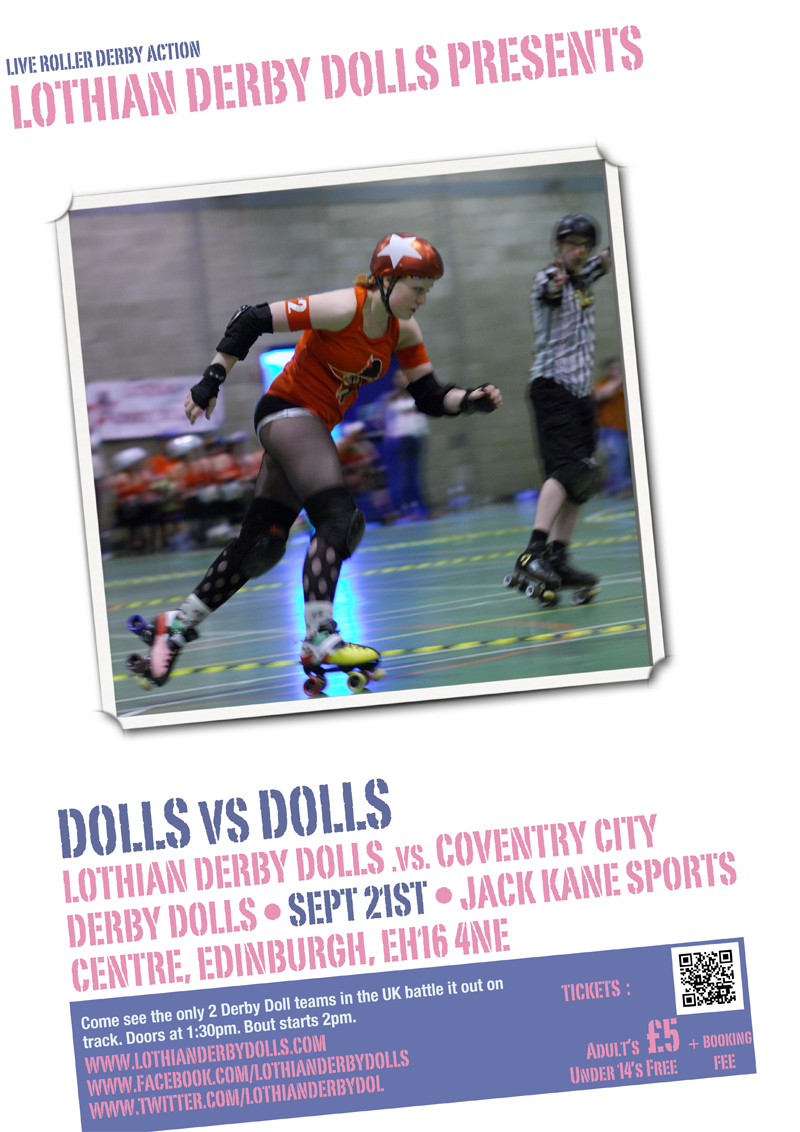 LIVE ROLLER DERBY ACTION
LOTHIAN DERBY DOLLS PRESENTS
2
DOLLS VS DOLLS
LOTHIAN DERBY DOLLS .VS. COVENTRY CITY
DERBY DOLLS • SEPT 21ST • JACK KANE SPORTS
CENTRE, EDINBURGH, EH16 4NE
Come see the only 2 Derby Doll teams in the UK battle it out on
track. Doors at 1:30pm. Bout starts 2pm.
WWW.LOTHIANDERBYDOLLS.COM
WWW.FACEBOOK.COM/LOTHIANDERBYDOLLS
WWW.TWITTER.COM/LOTHIANDERBYDOL
TICKETS :
ADULT'S £5 + BOOKING
UNDER 14'S FREE FEE